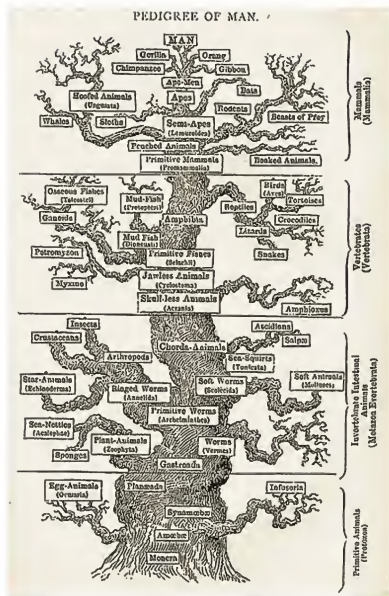 PEDIGREE OF MAN.
MAN
Gorilla
Orang
Chimpanzee
Gibbon
Ape-Men
Apes
Bats
Hoofed Animals
(Ungulata)
Rodents
Whales
Sloths
Semi-Apes
(Lemuroidea)
Beasts of Prey
Pouched Animals
Primitive Mammals
(Promammalia)
Beaked Animals.
Mammals
(Mammalia)
Osseous Fishes
(Teleostei)
Mud-Fish
(Protopteri)
Birds
(Aves)
Tortoises
Ganoids
Amphibia
Reptiles
Crocodiles
Mud Fish
(Dipneusta)
Lizards
Petromyzon
Primitive Fishes
(Selachii)
Snakes
Jawless Animals
(Cyclostoma)
Myxine
Skull-less Animals
(Acrania)
Amphioxus
Vertebrates
(Vertebrata)
Insects
Ascidians
Crustaceans
Chorda-Animals
Salpæ
Arthropods
Sea-Squirts
(Tunicata)
Star-Animals
(Echinoderma)
Ringed Worms
(Annelida)
Soft Worms
(Scolecida)
Soft Animals
(Mollusca)
Primitive Worms
(Archelminthes)
Sea-Nettles
(Acalephae)
Plant-Animals
(Zoophyta)
Worms
(Vermes)
Sponges
Gastreada
Invertebrate Intestinal
Animals
(Metazoa Evertebrata)
Egg-Animals
(Ovularia)
Planæada
Infusoria
Synamœbæ
Amœbæ
Monera
Primitive Animals
(Protozoa)